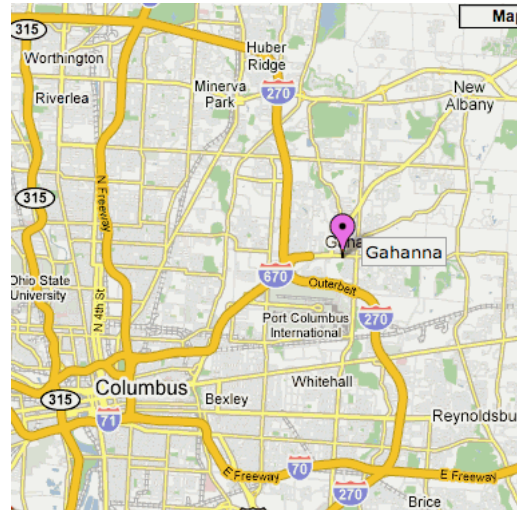 Map
315
Worthington
Huber
Ridge
Riverlea
Minerva
Park
270
New
Albany
N Freeway
315
Gahanna
Ohio State
University
670
Outerbelt
N 4th St
Port Columbus
International
270
Whitehall
Columbus
315
Bexley
71
Reynoldsbu
E Freeway
70
E Freeway
270
Brice